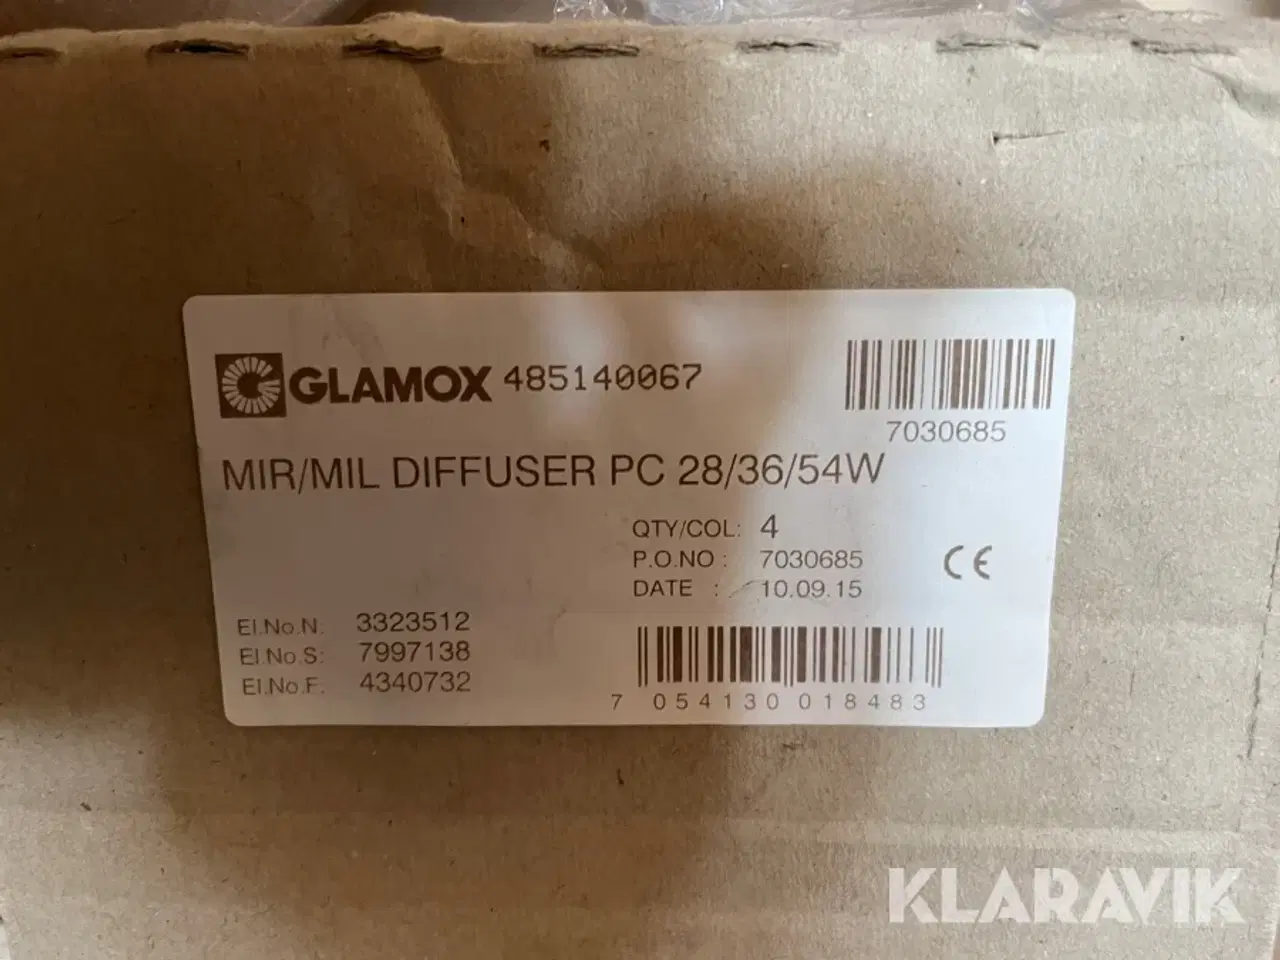 GLAMOX 485140067
7030685
MIR/MIL DIFFUSER PC 28/36/54W
QTY/COL: 4
P.O.NO : 7030685
DATE : 10.09.15
CE
El.No.N: 3323512
El.No.S: 7997138
El.No.F: 4340732
7 054130 018483
KLARAVIK